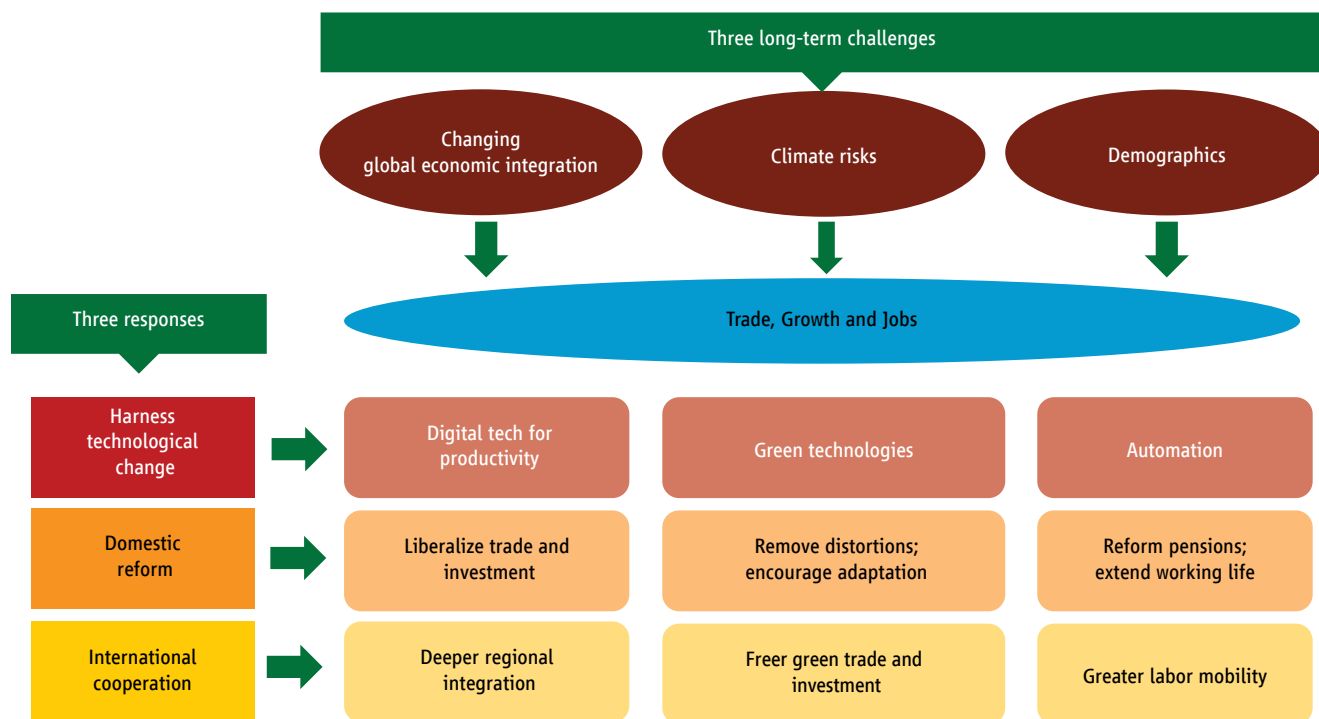 Three long-term challenges
Changing
global economic integration
Climate risks
Demographics
Trade, Growth and Jobs
Three responses
Harness
technological
change
Digital tech for
productivity
Green technologies
Automation
Domestic
reform
Liberalize trade and
investment
Remove distortions;
encourage adaptation
Reform pensions;
extend working life
International
cooperation
Deeper regional
integration
Freer green trade and
investment
Greater labor mobility